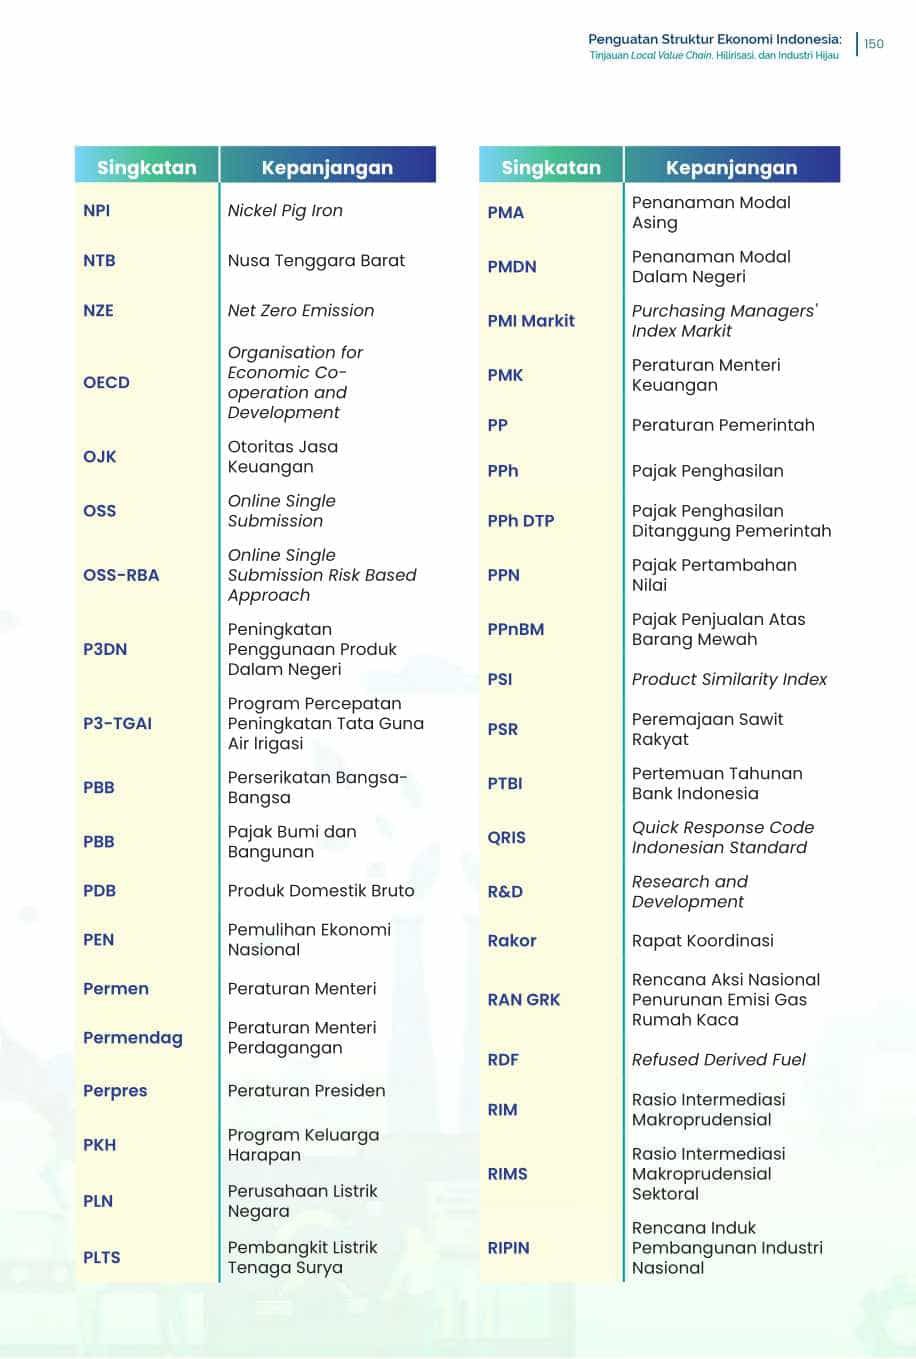 Penguatan Struktur Ekonomi Indonesia:
150
Tinjauan Local Value Chain, Hilirisasi, dan Industri Hijau
Singkatan Kepanjangan
NPI Nickel Pig Iron
NTB Nusa Tenggara Barat
NZE Net Zero Emission
OECD Organisation for
Economic Co-
operation and
Development
OJK Otoritas Jasa
Keuangan
OSS Online Single
Submission
OSS-RBA Online Single
Submission Risk Based
Approach
P3DN Peningkatan
Penggunaan Produk
Dalam Negeri
P3-TGAI Program Percepatan
Peningkatan Tata Guna
Air Irigasi
PBB Perserikatan Bangsa-
Bangsa
PBB Pajak Bumi dan
Bangunan
PDB Produk Domestik Bruto
PEN Pemulihan Ekonomi
Nasional
Permen Peraturan Menteri
Permendag Peraturan Menteri
Perdagangan
Perpres Peraturan Presiden
PKH Program Keluarga
Harapan
PLN Perusahaan Listrik
Negara
PLTS Pembangkit Listrik
Tenaga Surya
Singkatan Kepanjangan
PMA Penanaman Modal
Asing
PMDN Penanaman Modal
Dalam Negeri
PMI Markit Purchasing Managers'
Index Markit
PMK Peraturan Menteri
Keuangan
PP Peraturan Pemerintah
PPh Pajak Penghasilan
PPh DTP Pajak Penghasilan
Ditanggung Pemerintah
PPN Pajak Pertambahan
Nilai
PPnBM Pajak Penjualan Atas
Barang Mewah
PSI Product Similarity Index
PSR Peremajaan Sawit
Rakyat
PTBI Pertemuan Tahunan
Bank Indonesia
QRIS Quick Response Code
Indonesian Standard
R&D Research and
Development
Rakor Rapat Koordinasi
RAN GRK Rencana Aksi Nasional
Penurunan Emisi Gas
Rumah Kaca
RDF Refused Derived Fuel
RIM Rasio Intermediasi
Makroprudensial
RIMS Rasio Intermediasi
Makroprudensial
Sektoral
RIPIN Rencana Induk
Pembangunan Industri
Nasional